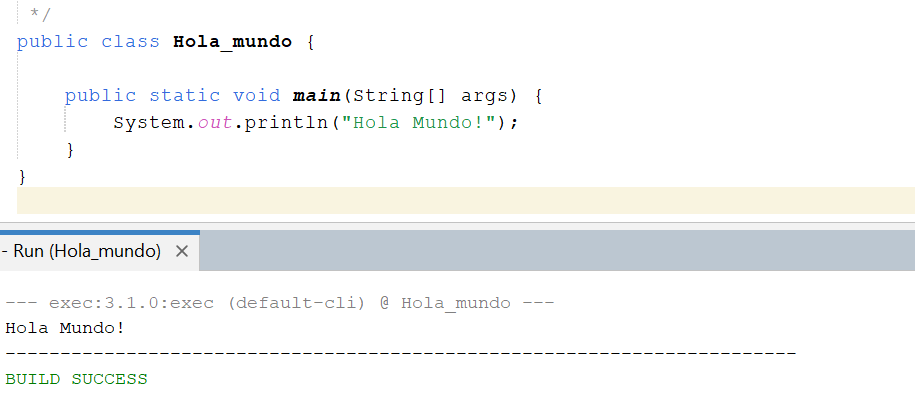 */
public class Hola_mundo {
public static void main(String[] args) {
System.out.println("Hola Mundo!");
}
}
- Run (Hola_mundo) ×
--- exec:3.1.0:exec (default-cli) @ Hola_mundo ---
Hola Mundo!
------------------------------------------------------------------------
BUILD SUCCESS